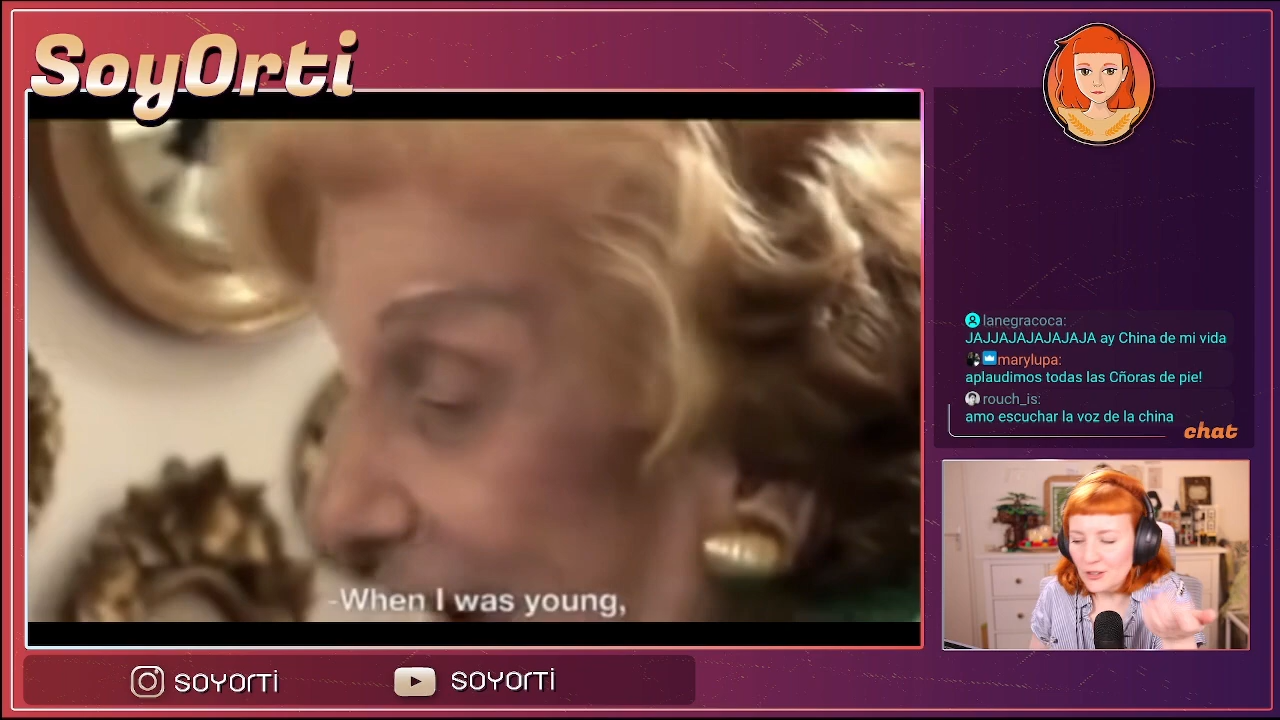 SoyOrti
-When I was young,
lanegracoca:
JAJJAJAJAJAJAJA ay China de mi vida
marylupa:
aplaudimos todas las Cñoras de pie!
rouch_is:
amo escuchar la voz de la china
chat
SOYOrTi
SOYOrTi